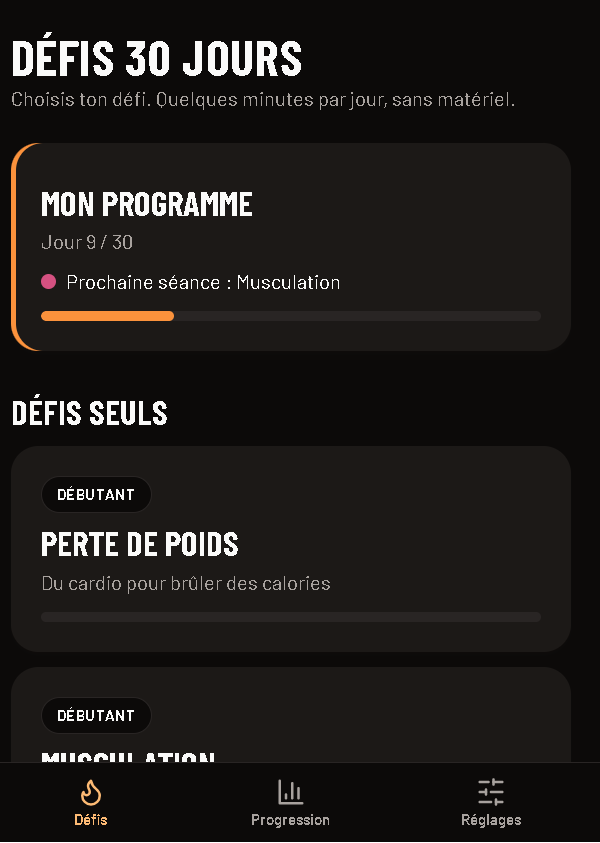 DÉFIS 30 JOURS
Choisis ton défi. Quelques minutes par jour, sans matériel.
MON PROGRAMME
Jour 9 / 30
Prochaine séance : Musculation
DÉFIS SEULS
DÉBUTANT
PERTE DE POIDS
Du cardio pour brûler des calories
DÉBUTANT
MUSCULATION
Défis
Progression
Réglages